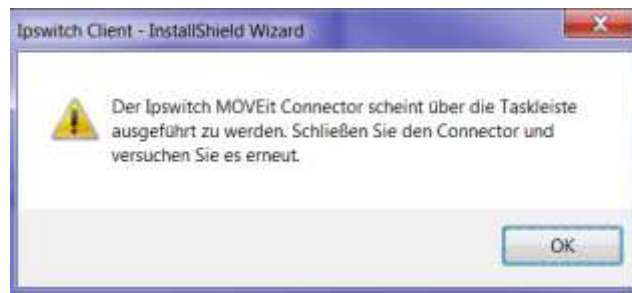 Ipswitch Client - InstallShield Wizard
Der Ipswitch MOVEit Connector scheint über die Taskleiste
ausgeführt zu werden. Schließen Sie den Connector und
versuchen Sie es erneut.
OK